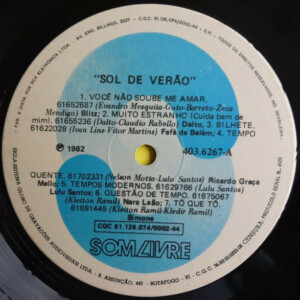 "SOL DE VERÃO"
1. VOCÊ NÃO SOUBE ME AMAR.
61652687 (Evandro Mesquita-Guto-Barreto-Zeca
Mendigo) Blitz; 2. MUITO ESTRANHO (Cuida bem de
mim) 61655236 (Dalto-Claudio Rabello) Dalto, 3. BILHETE.
61622028 (Ivan Lins-Vitor Martins) Fafá de Belém; 4. TEMPO
℗ 1982
403.6267-A
QUENTE. 61702331 (Nelson Motta-Lulu Santos) Ricardo Graça
Mello; 5. TEMPOS MODERNOS. 61629766 (Lulu Santos)
Lulu Santos; 6. QUESTÃO DE TEMPO. 61675067
(Kleiton Ramil) Nara Leão; 7. TÔ QUE TÔ.
61691445 (Kleiton Ramil-Kledir Ramil)
Simone
CGC 81.128.074/0002-44
SOM LIVRE